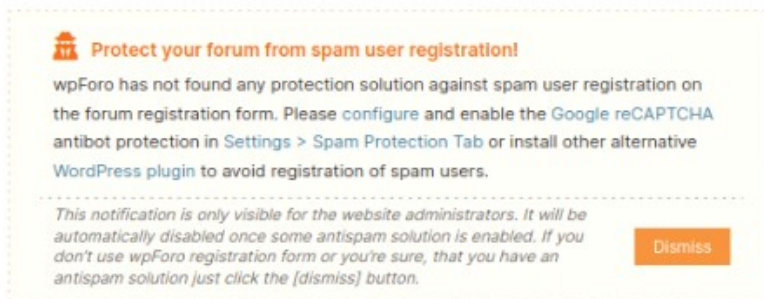 Protect your forum from spam user registration!
wpForo has not found any protection solution against spam user registration on
the forum registration form. Please configure and enable the Google reCAPTCHA
antibot protection in Settings > Spam Protection Tab or install other alternative
WordPress plugin to avoid registration of spam users.
This notification is only visible for the website administrators. It will be
automatically disabled once some antispam solution is enabled. If you
don't use wpForo registration form or you're sure, that you have an
antispam solution just click the [dismiss] button.
Dismiss